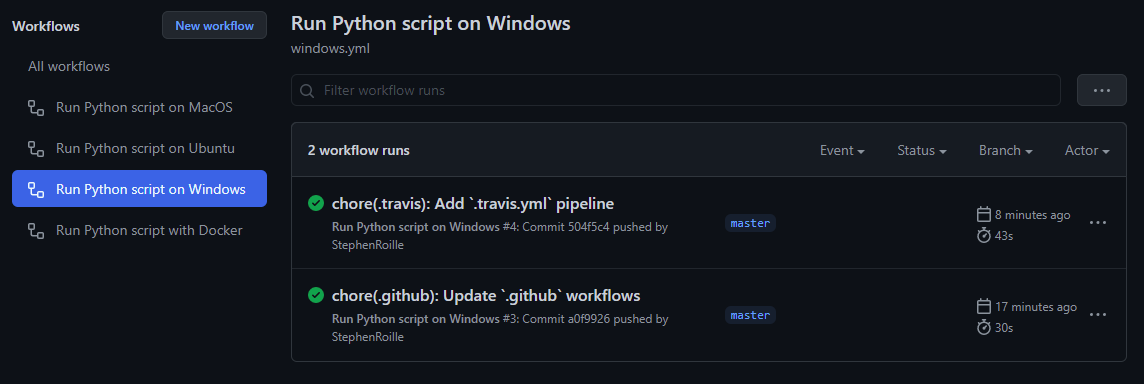 Workflows
New workflow
All workflows
Run Python script on MacOS
Run Python script on Ubuntu
Run Python script on Windows
Run Python script with Docker
Run Python script on Windows
windows.yml
Filter workflow runs
2 workflow runs
Event
Status
Branch
Actor
chore(.travis): Add `.travis.yml` pipeline
Run Python script on Windows #4: Commit 504f5c4 pushed by
StephenRoille
master
8 minutes ago
43s
chore(.github): Update `.github` workflows
Run Python script on Windows #3: Commit a0f9926 pushed by
StephenRoille
master
17 minutes ago
30s